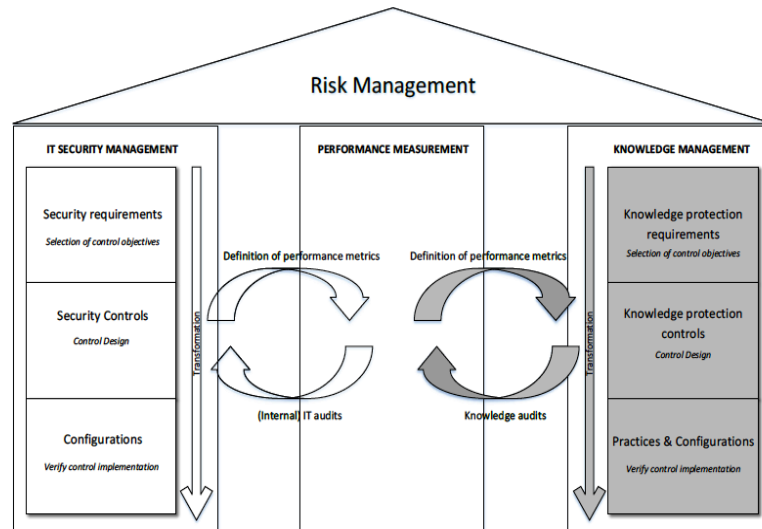 Risk Management
IT SECURITY MANAGEMENT
PERFORMANCE MEASUREMENT
KNOWLEDGE MANAGEMENT
Security requirements
Selection of control objectives
Security Controls
Control Design
Configurations
Verify control implementation
Transformation
Definition of performance metrics
(Internal) IT audits
Definition of performance metrics
Knowledge audits
Transformation
Knowledge protection
requirements
Selection of control objectives
Knowledge protection
controls
Control Design
Practices & Configurations
Verify control implementation